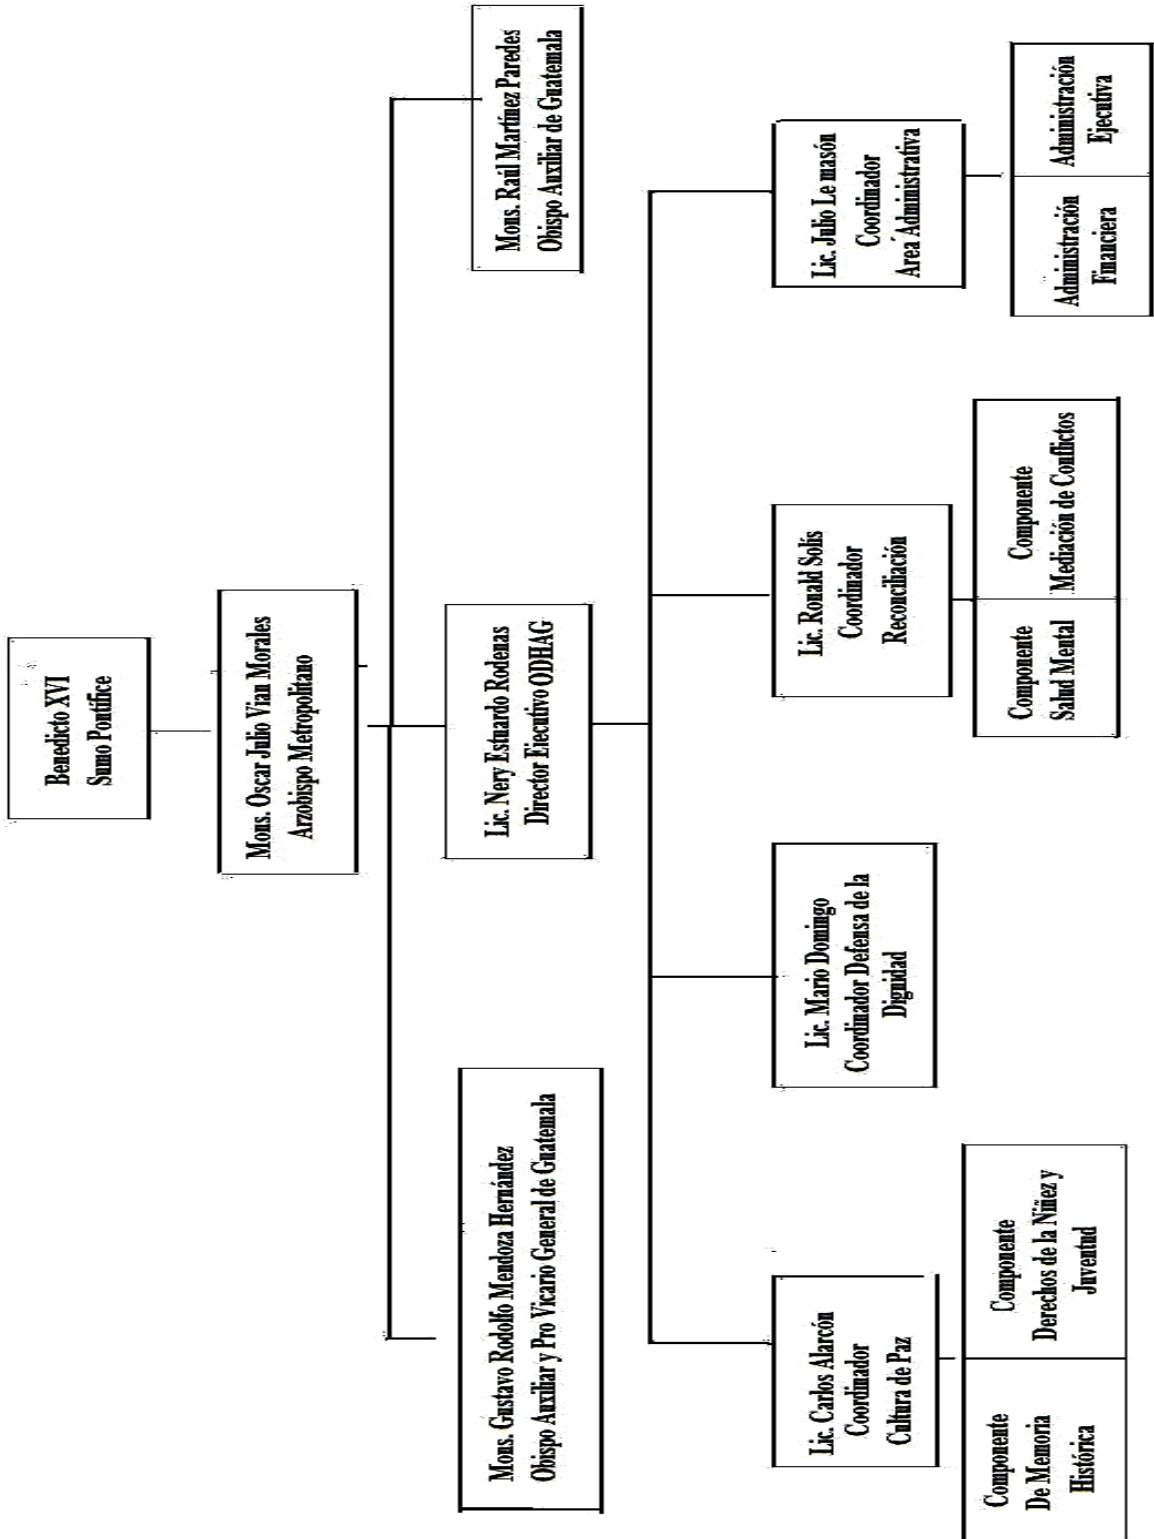 Benedicto XVI
Sumo Pontífice
Mons. Oscar Julio Vian Morales
Arzobispo Metropolitano
Mons. Gustavo Rodolfo Mendoza Hernández
Obispo Auxiliar y Pro Vicario General de Guatemala
Lic. Nery Estuardo Rodenas
Director Ejecutivo ODHAG
Mons. Raúl Martínez Paredes
Obispo Auxiliar de Guatemala
Lic. Carlos Alarcón
Coordinador
Cultura de Paz
Lic. Mario Domingo
Coordinador Defensa de la
Dignidad
Lic. Ronald Solís
Coordinador
Reconciliación
Lic. Julio Le masón
Coordinador
Area Administrativa
Componente
De Memoria
Histórica
Componente
Derechos de la Niñez y
Juventud
Componente
Salud Mental
Componente
Mediación de Conflictos
Administración
Financiera
Administración
Ejecutiva